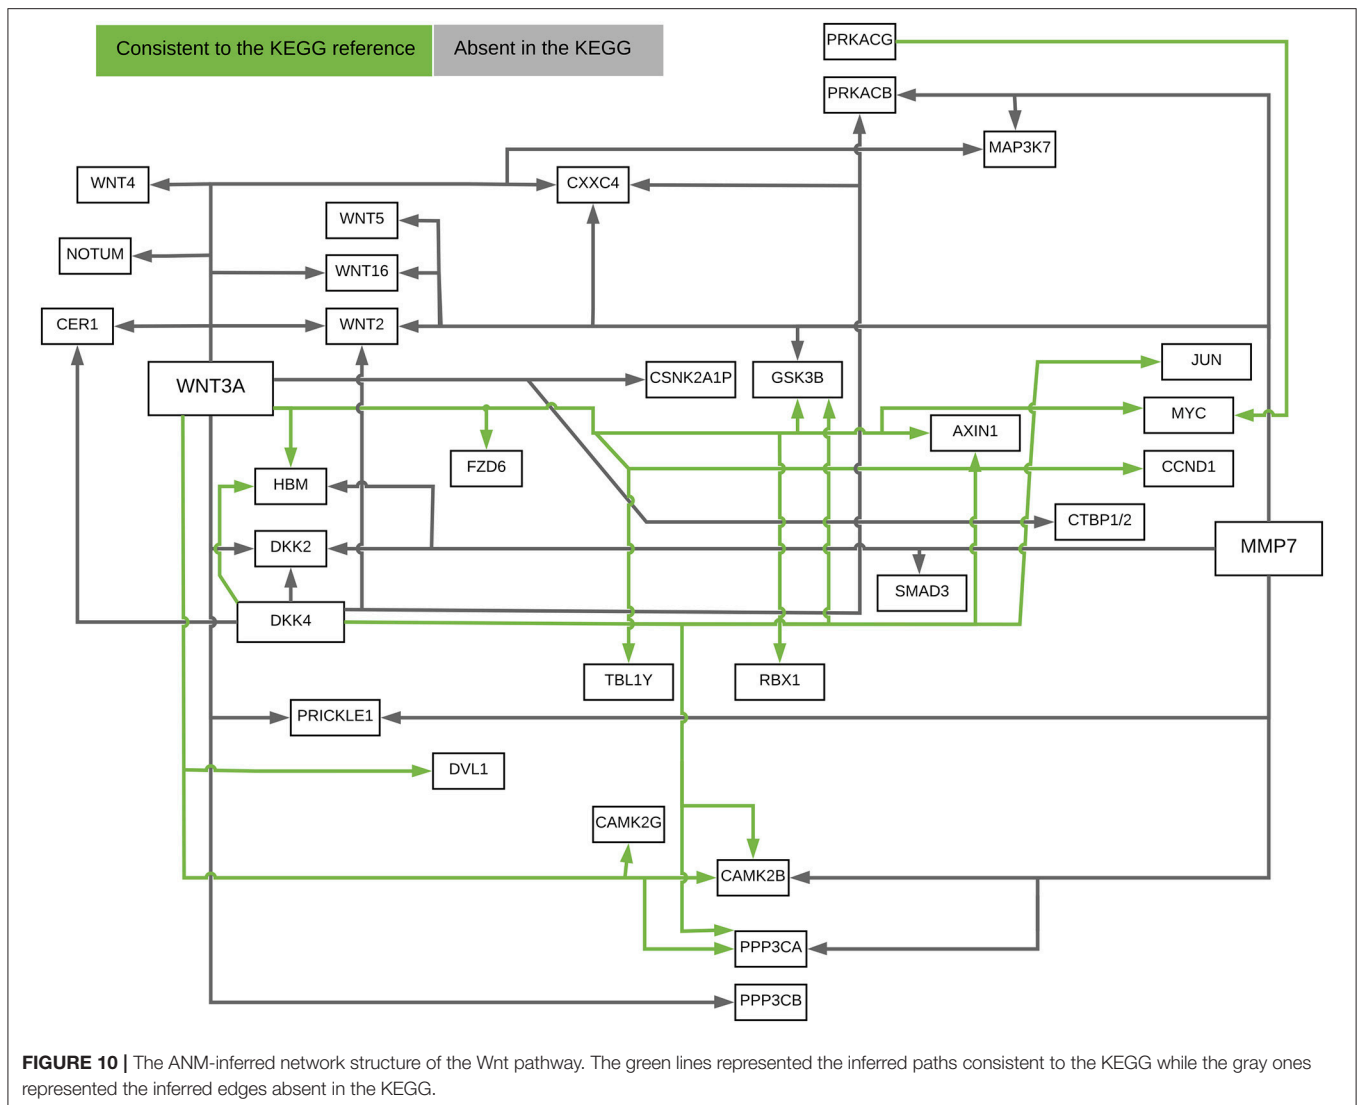 Consistent to the KEGG reference
Absent in the KEGG
PRKACG
PRKACB
MAP3K7
WNT4
CXXC4
WNT5
NOTUM
WNT16
CER1
WNT2
WNT3A
CSNK2A1P
GSK3B
JUN
MYC
AXIN1
FZD6
CCND1
HBM
CTBP1/2
DKK2
MMP7
SMAD3
DKK4
TBL1Y
RBX1
PRICKLE1
DVL1
CAMK2G
CAMK2B
PPP3CA
PPP3CB
FIGURE 10 | The ANM-inferred network structure of the Wnt pathway. The green lines represented the inferred paths consistent to the KEGG while the gray ones
represented the inferred edges absent in the KEGG.